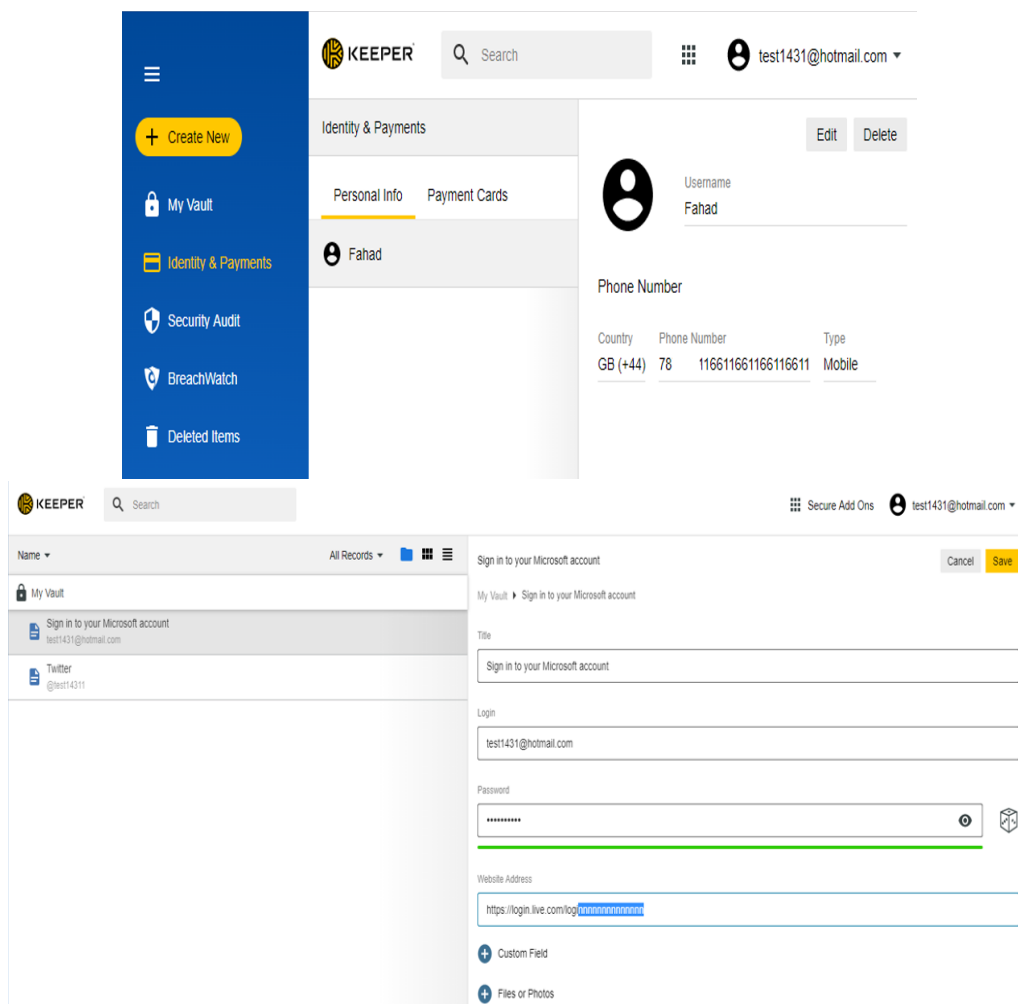 KEEPER
Search
test1431@hotmail.com
Create New
My Vault
Identity & Payments
Security Audit
BreachWatch
Deleted Items
Identity & Payments
Personal Info Payment Cards
Fahad
Edit Delete
Username
Fahad
Phone Number
Country Phone Number Type
GB (+44) 78 116611661166116611 Mobile
KEEPER
Search
Secure Add Ons test1431@hotmail.com
Name All Records
My Vault
Sign in to your Microsoft account
test1431@hotmail.com
Twitter
@test14311
Sign in to your Microsoft account
Cancel Save
My Vault Sign in to your Microsoft account
Title
Sign in to your Microsoft account
Login
test1431@hotmail.com
Password
••••••••••
Website Address
https://login.live.com/loginnnnnnnnnnnnnn
Custom Field
Files or Photos